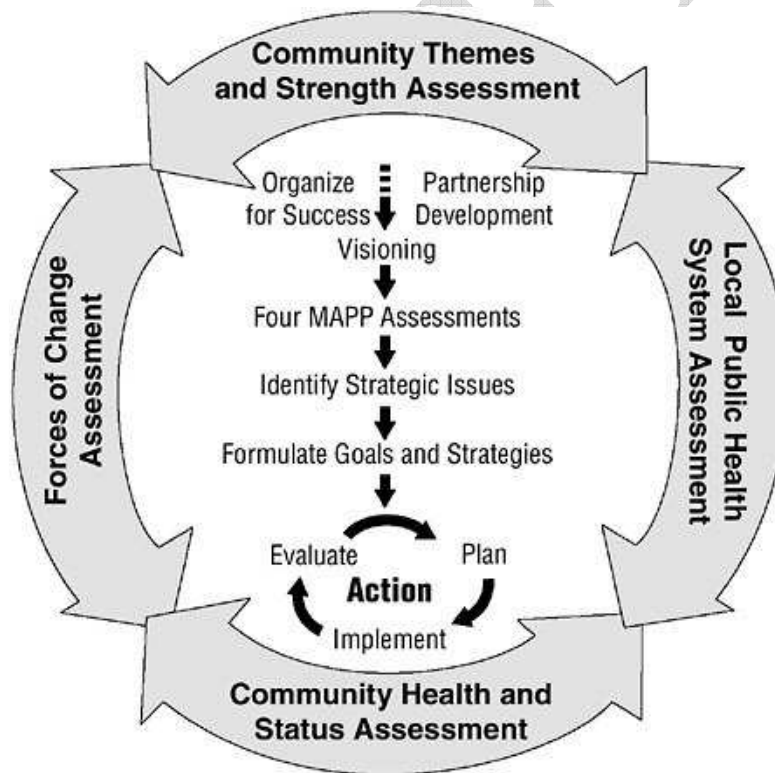 Community Themes
and Strength Assessment
Organize
for Success
Partnership
Development
Visioning
Four MAPP Assessments
Identify Strategic Issues
Formulate Goals and Strategies
Evaluate
Plan
Action
Implement
Forces of Change
Assessment
Local Public Health
System Assessment
Community Health and
Status Assessment